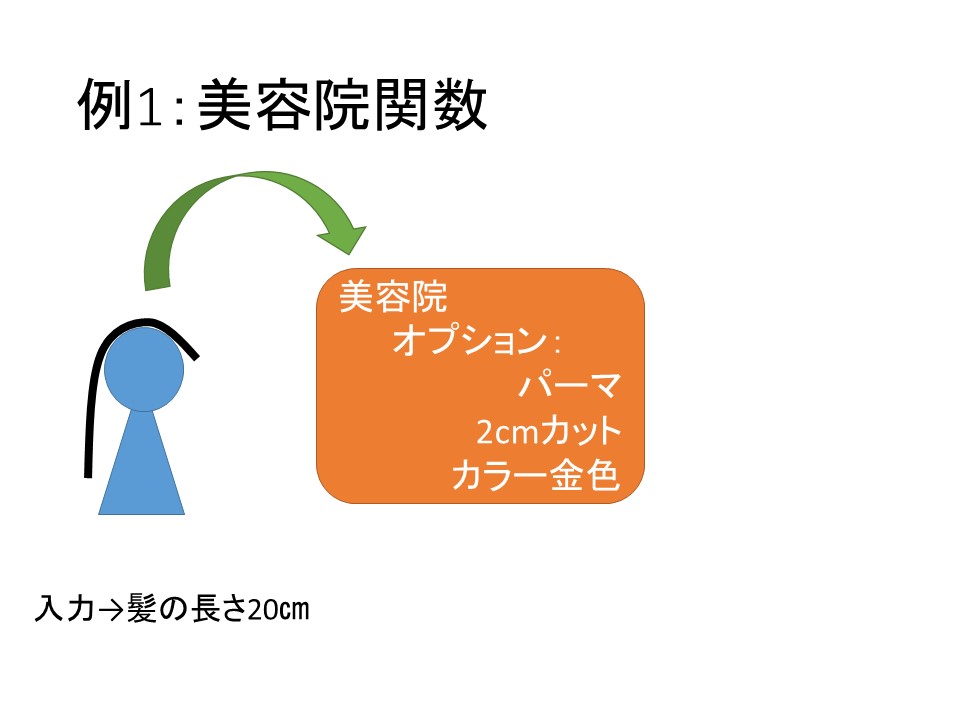 例1：美容院関数
美容院
オプション：
パーマ
2cmカット
カラー金色
入力→髪の長さ20㎝